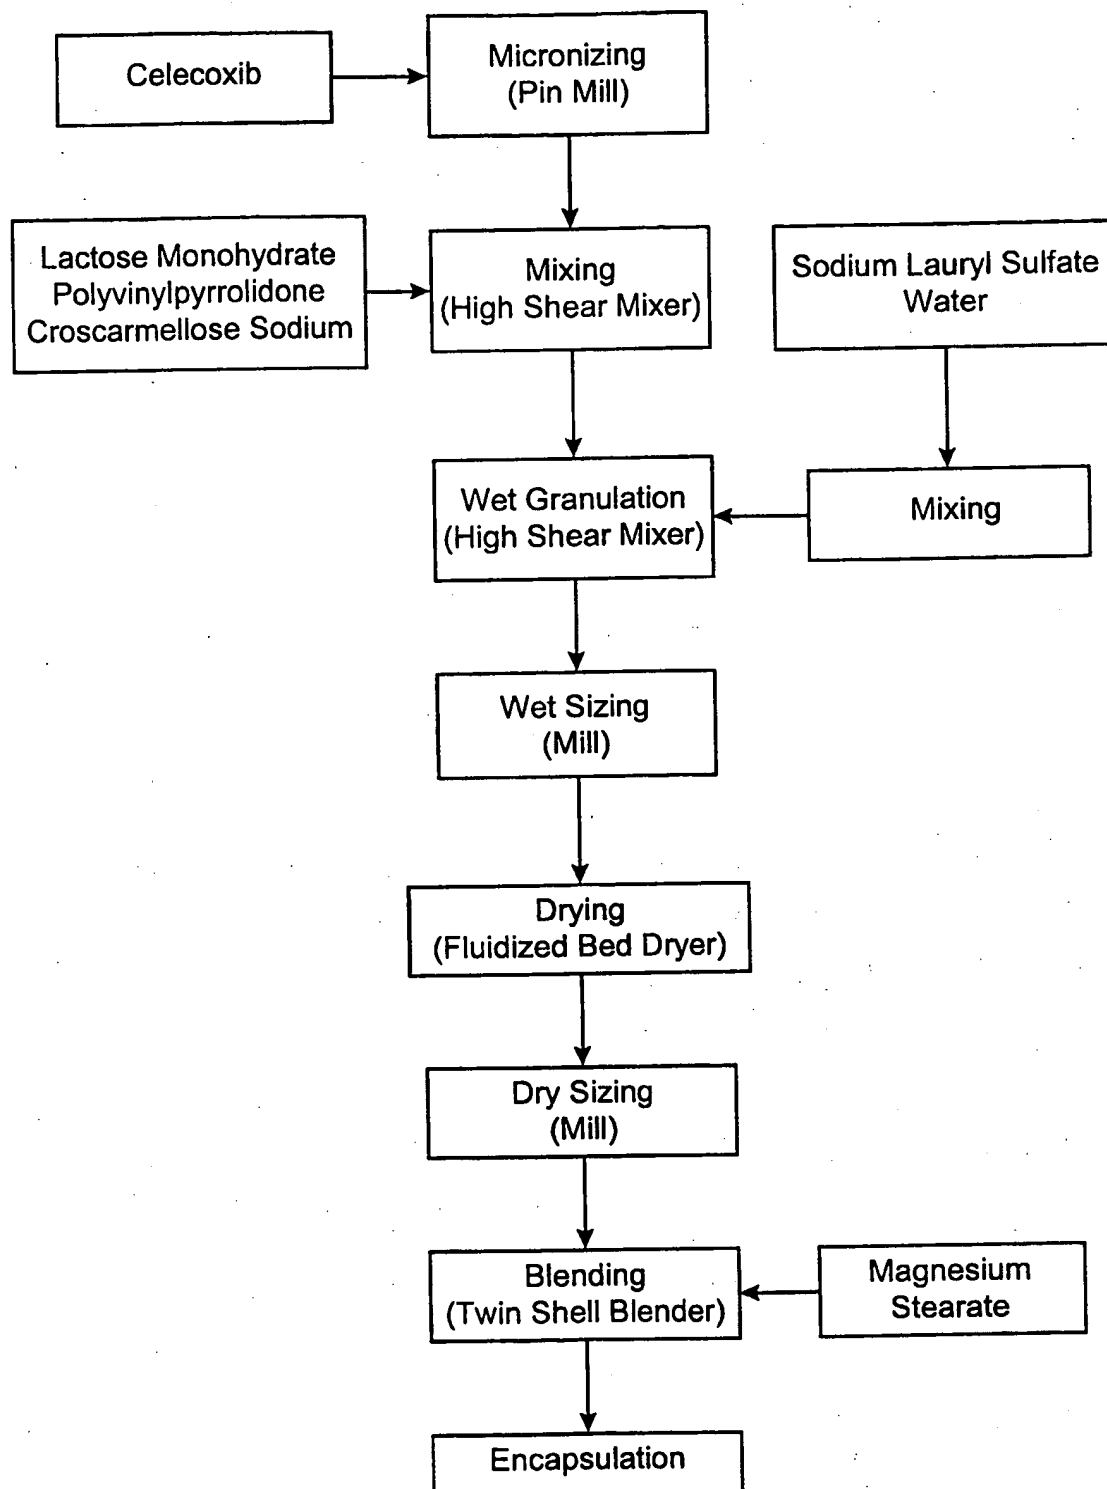 Celecoxib
Micronizing
(Pin Mill)
Lactose Monohydrate
Polyvinylpyrrolidone
Croscarmellose Sodium
Mixing
(High Shear Mixer)
Sodium Lauryl Sulfate
Water
Wet Granulation
(High Shear Mixer)
Mixing
Wet Sizing
(Mill)
Drying
(Fluidized Bed Dryer)
Dry Sizing
(Mill)
Blending
(Twin Shell Blender)
Magnesium
Stearate
Encapsulation